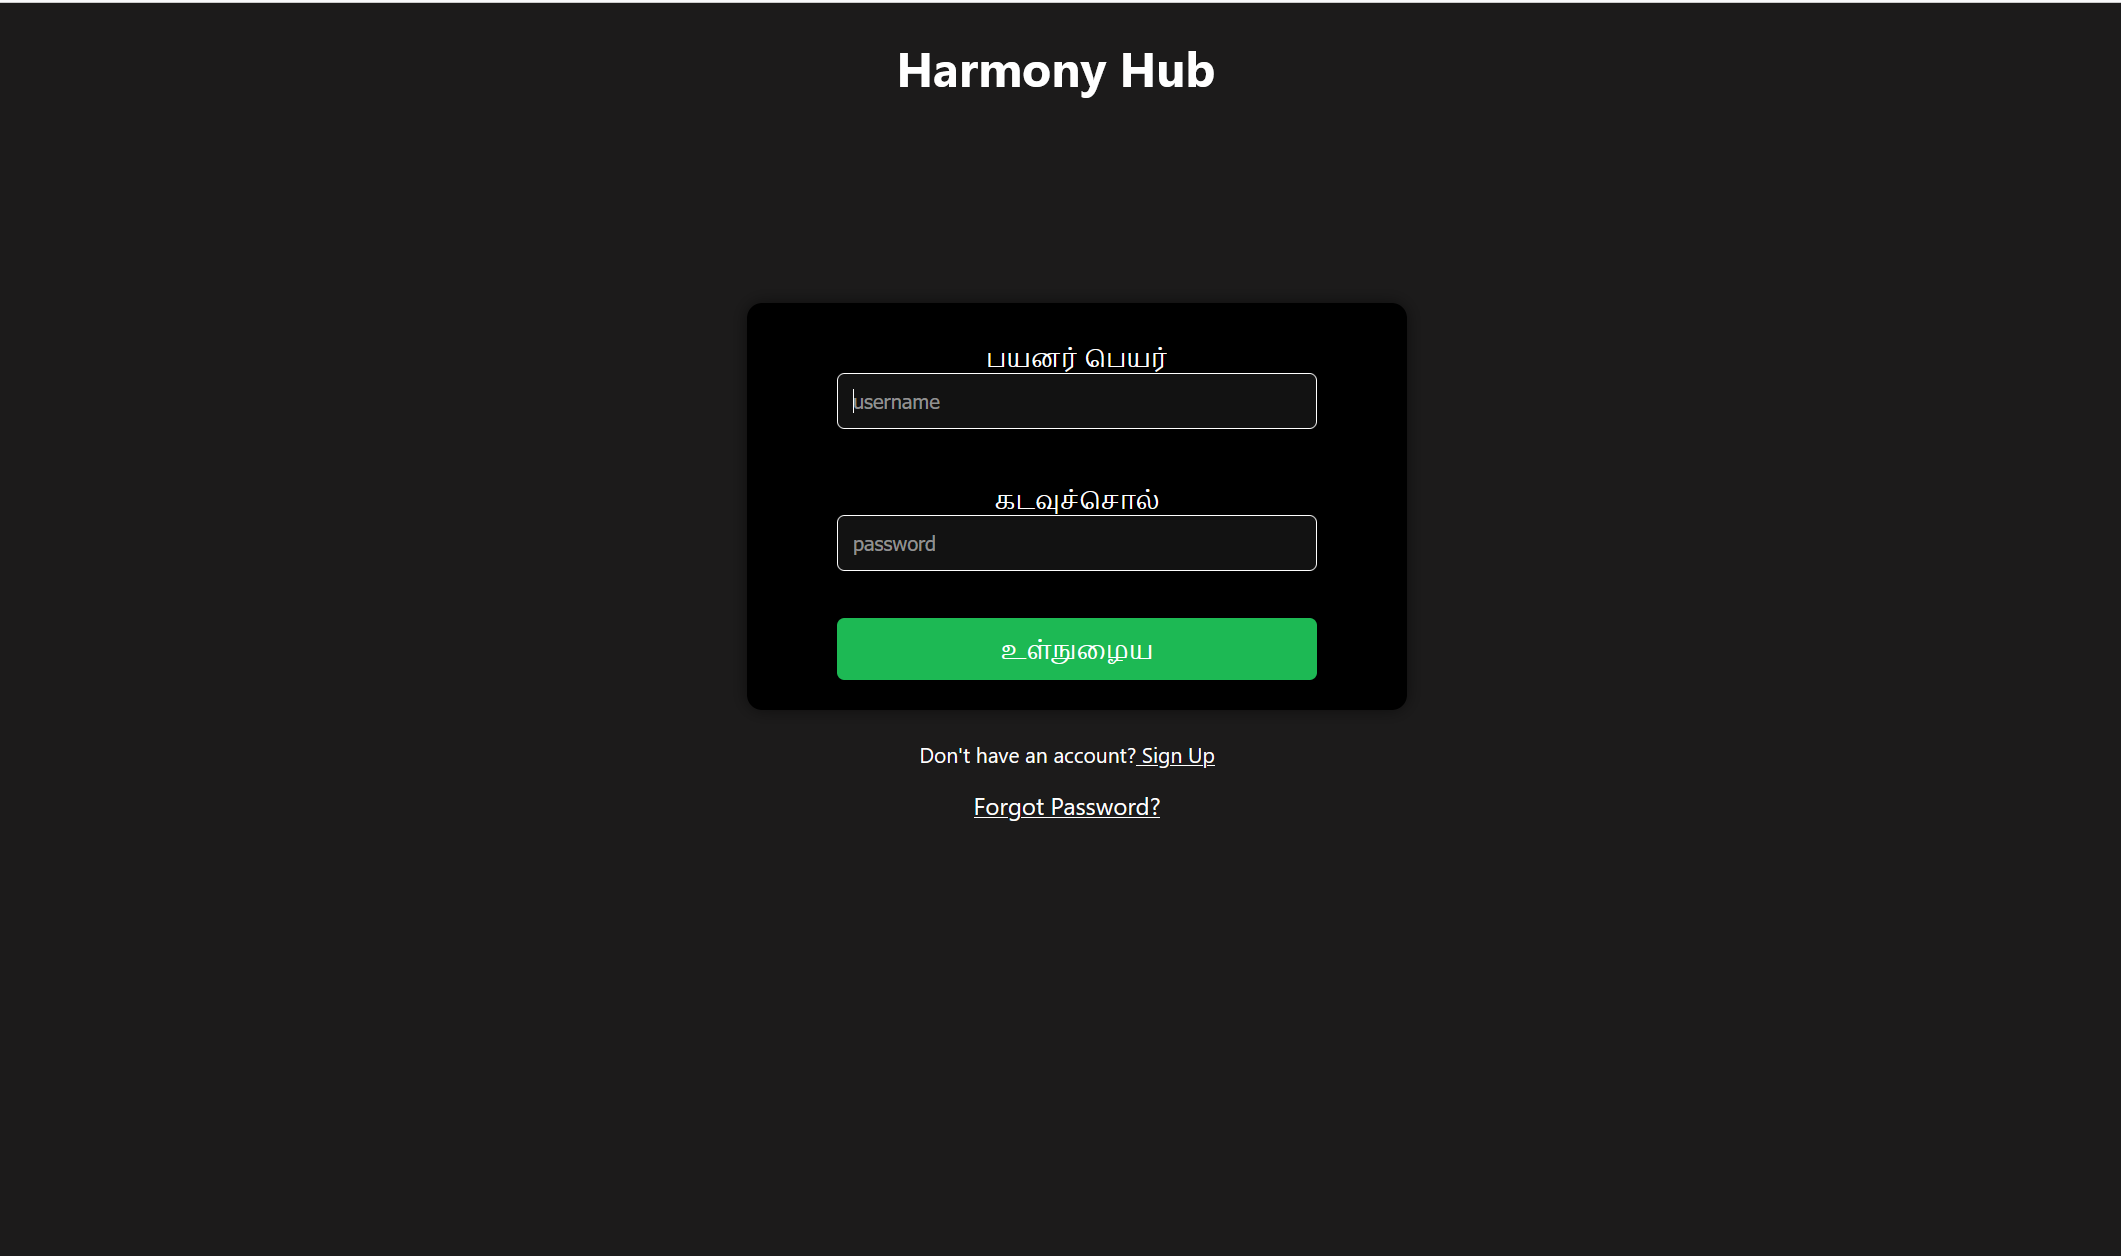 Harmony Hub
பயனர் பெயர்
username
கடவுச்சொல்
password
உள்நுழைய
Don't have an account? Sign Up
Forgot Password?